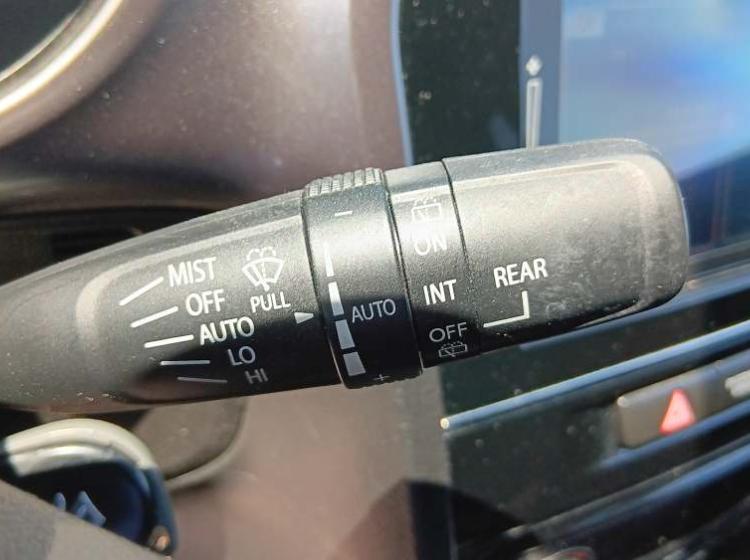 MIST
OFF
AUTO
LO
HI
PULL
−
AUTO
+
ON
INT
OFF
REAR